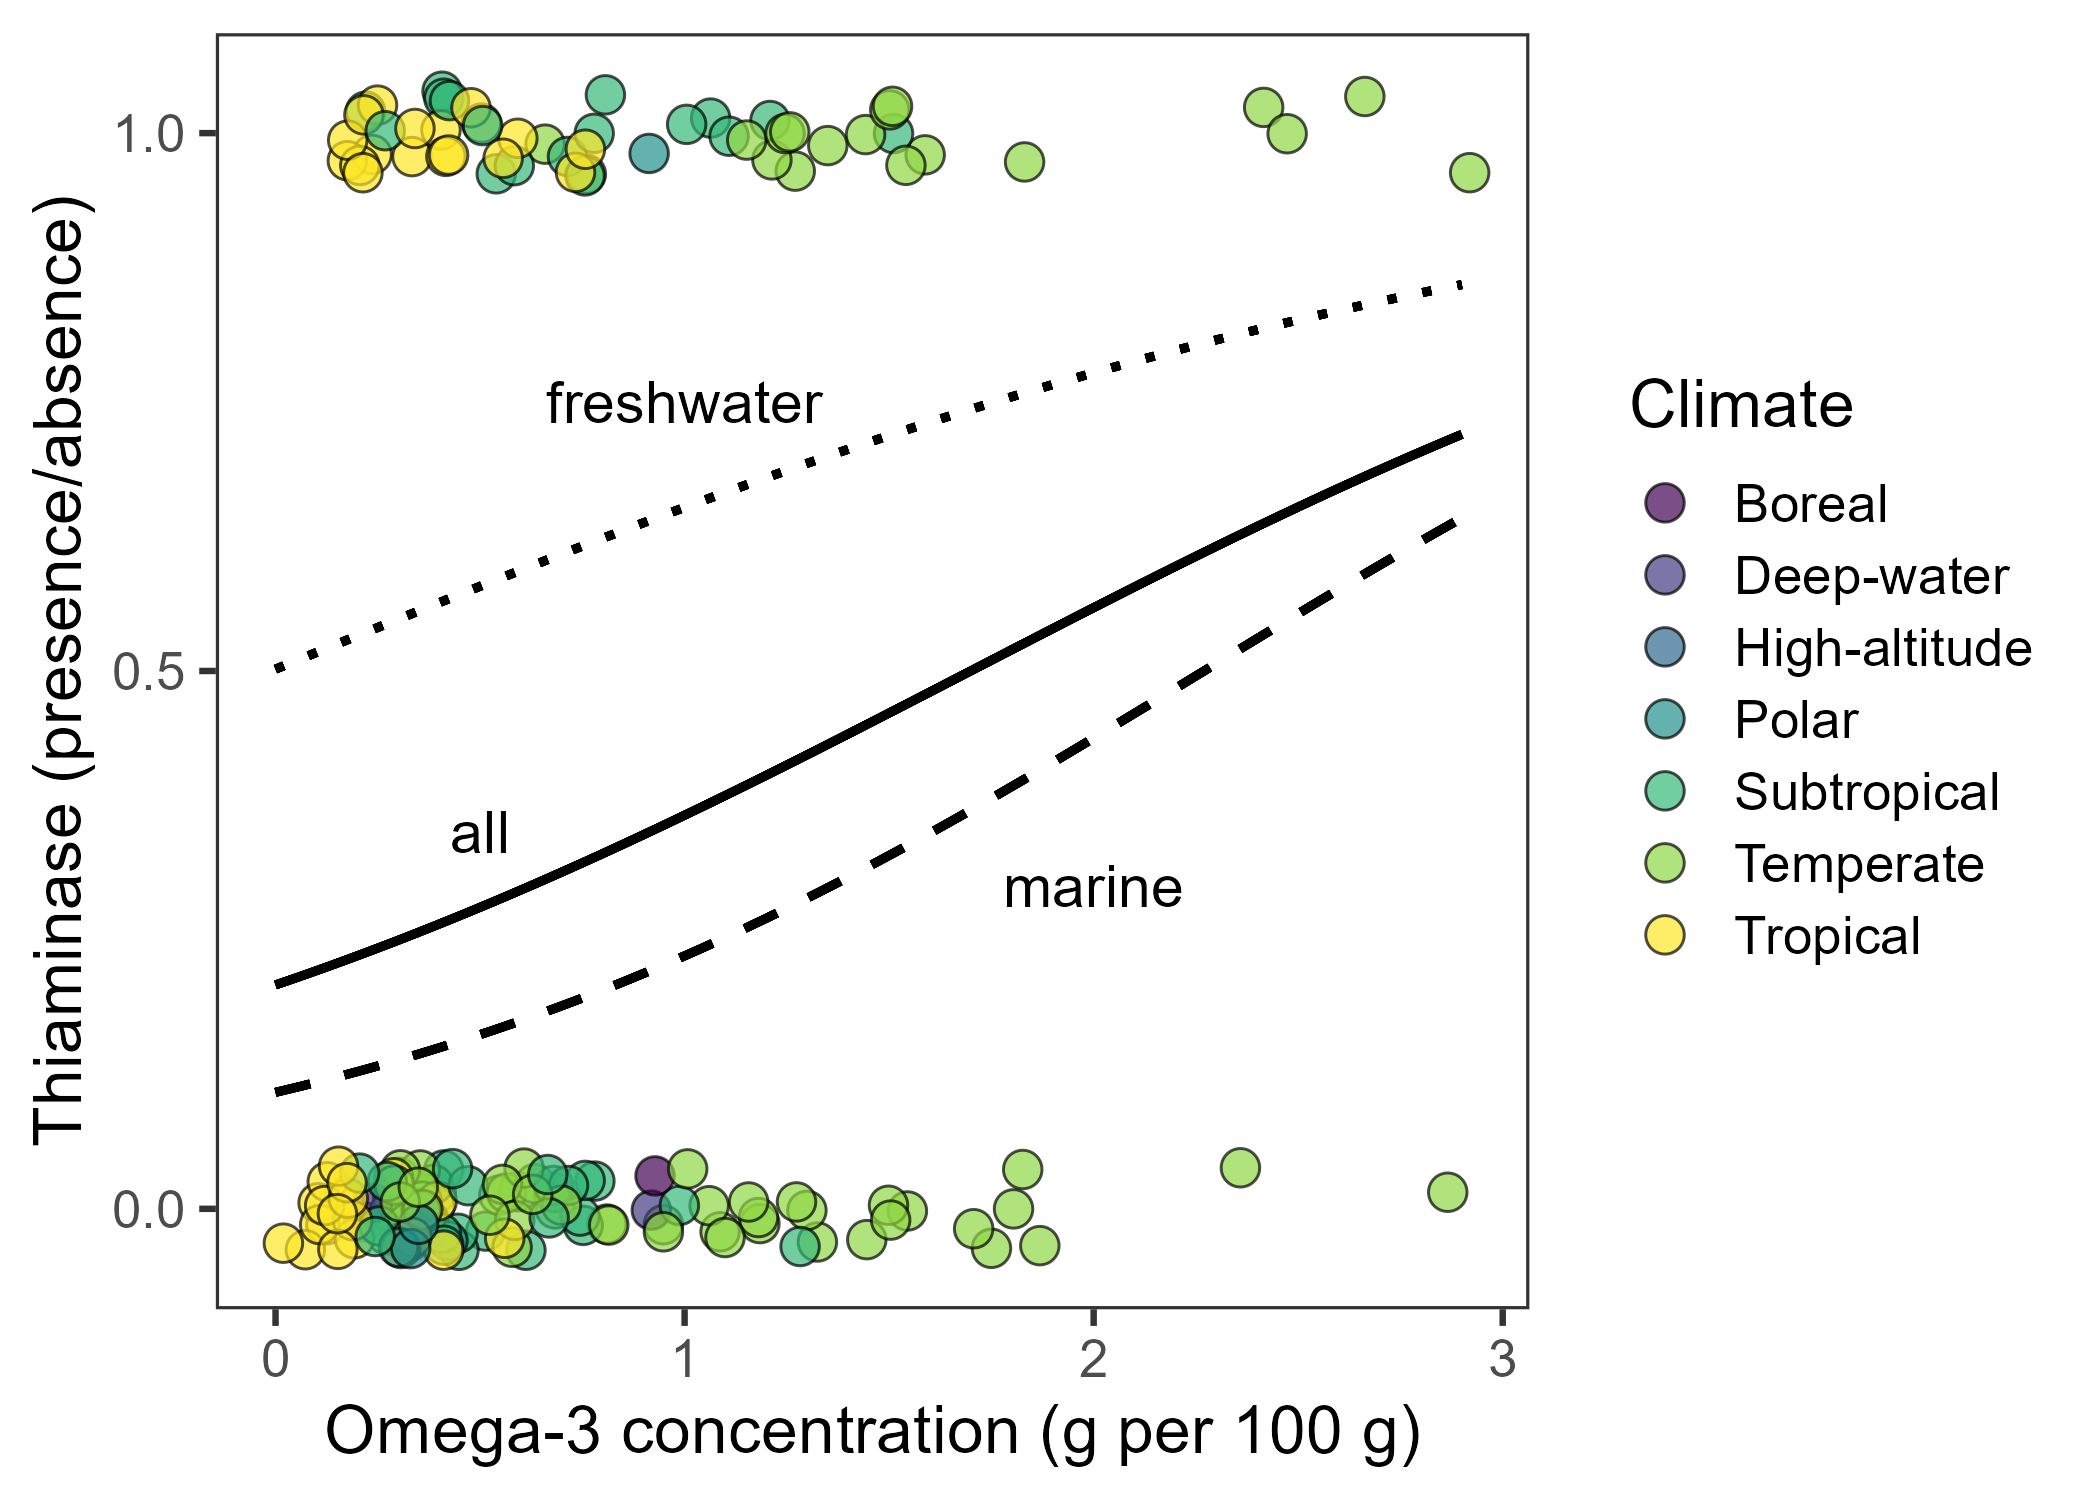 Thiaminase (presence/absence)
1.0
0.5
0.0
freshwater
all
marine
0
1
2
3
Omega-3 concentration (g per 100 g)
Climate
Boreal
Deep-water
High-altitude
Polar
Subtropical
Temperate
Tropical